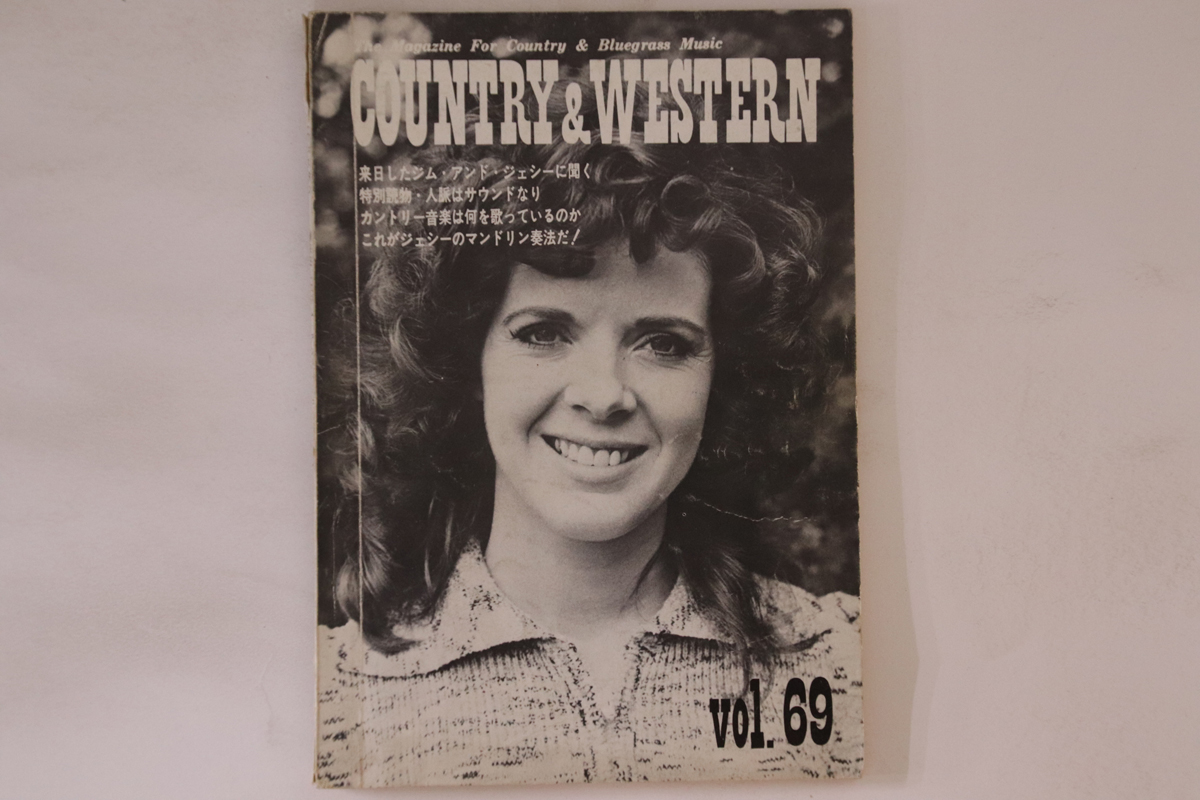 The Magazine For Country & Bluegrass Music
COUNTRY & WESTERN
来日したジム・アンド・ジェシーに聞く
特別読物・人脈はサウンドなり
カントリー音楽は何を歌っているのか
これがジェシーのマンドリン奏法だ!
vol. 69